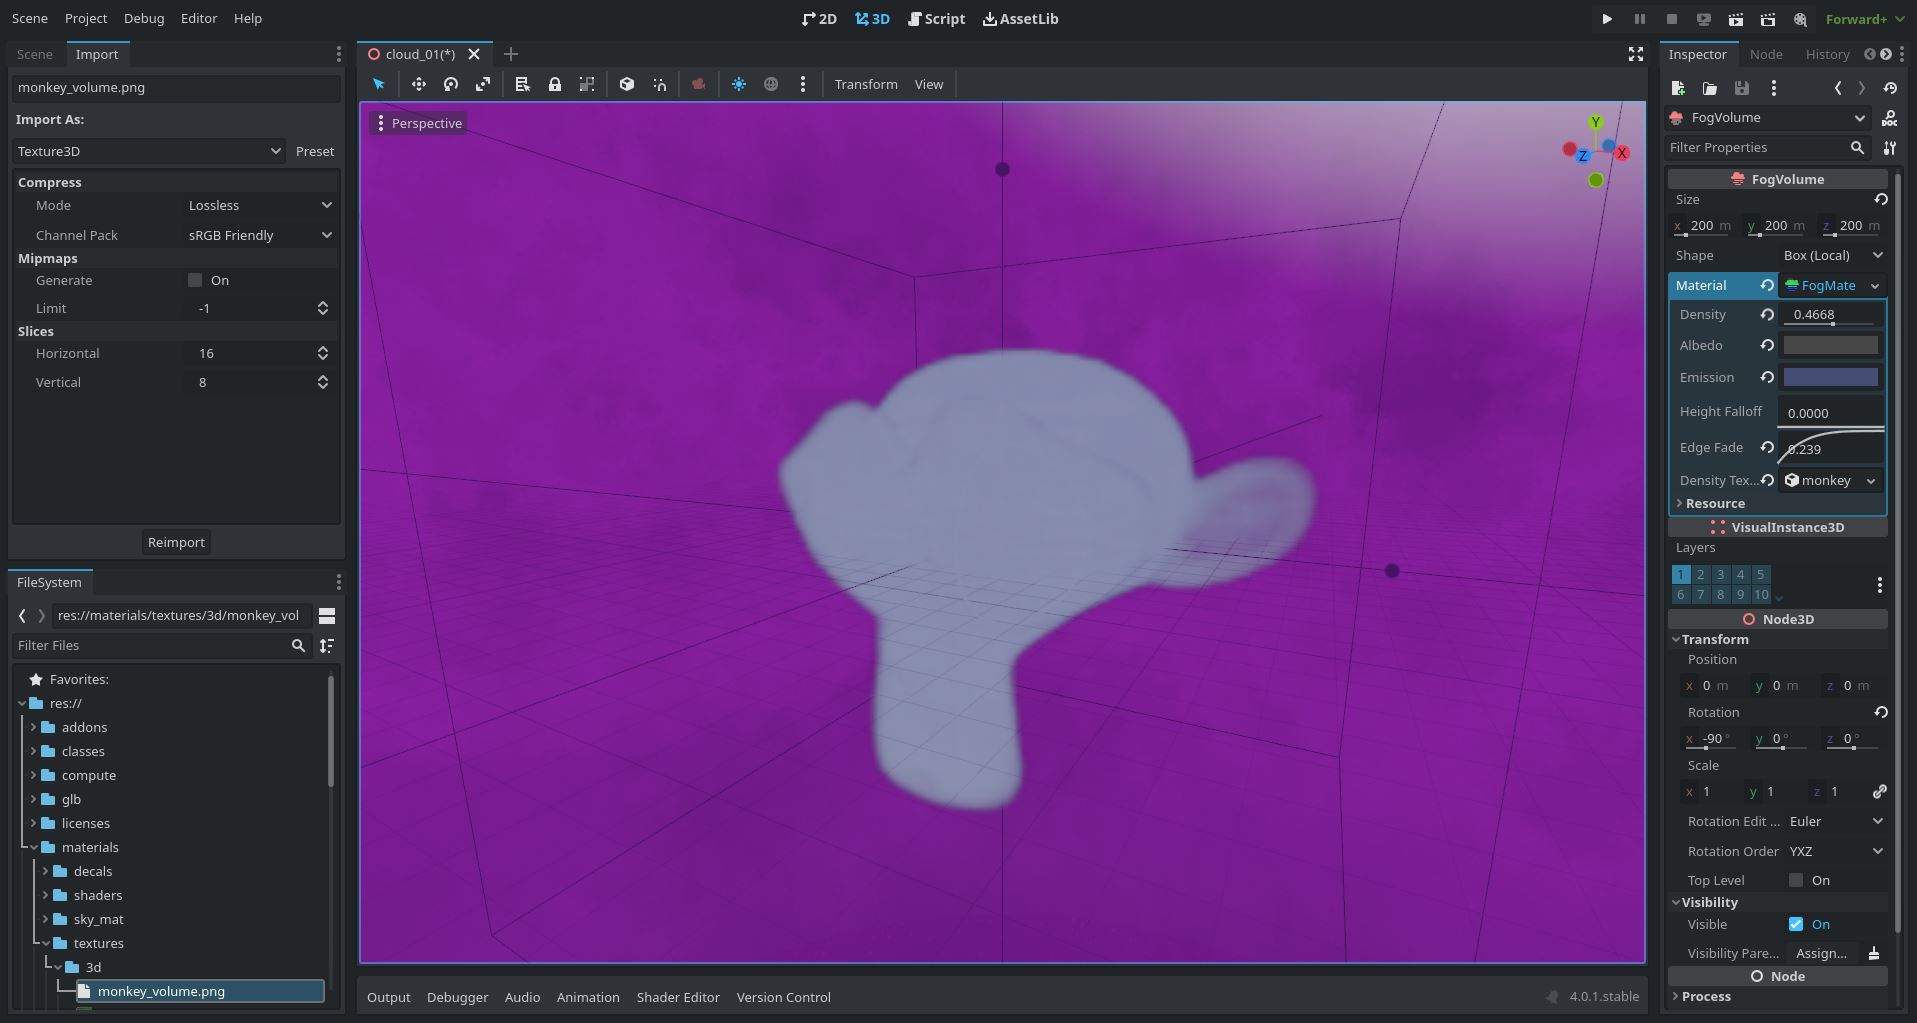 Scene Project Debug Editor Help
2D 3D Script AssetLib
Forward+
Scene Import
monkey_volume.png
Import As:
Texture3D Preset
Compress
Mode Lossless
Channel Pack sRGB Friendly
Mipmaps
Generate On
Limit -1
Slices
Horizontal 16
Vertical 8
Reimport
FileSystem
res://materials/textures/3d/monkey_vol
Filter Files
Favorites:
res://
addons
classes
compute
glb
licenses
materials
decals
shaders
sky_mat
textures
3d
monkey_volume.png
cloud_01(*)
Transform View
Perspective
Y
Z X
Output Debugger Audio Animation Shader Editor Version Control 4.0.1.stable
Inspector Node History
FogVolume
Filter Properties
FogVolume
Size
x 200 m y 200 m z 200 m
Shape Box (Local)
Material FogMate
Density 0.4668
Albedo
Emission
Height Falloff 0.0000
Edge Fade 0.239
Density Tex... monkey
Resource
VisualInstance3D
Layers
1 2 3 4 5
6 7 8 9 10
Node3D
Transform
Position
x 0 m y 0 m z 0 m
Rotation
x -90 ° y 0 ° z 0 °
Scale
x 1 y 1 z 1
Rotation Edit ... Euler
Rotation Order YXZ
Top Level On
Visibility
Visible On
Visibility Pare... Assign...
Node
Process